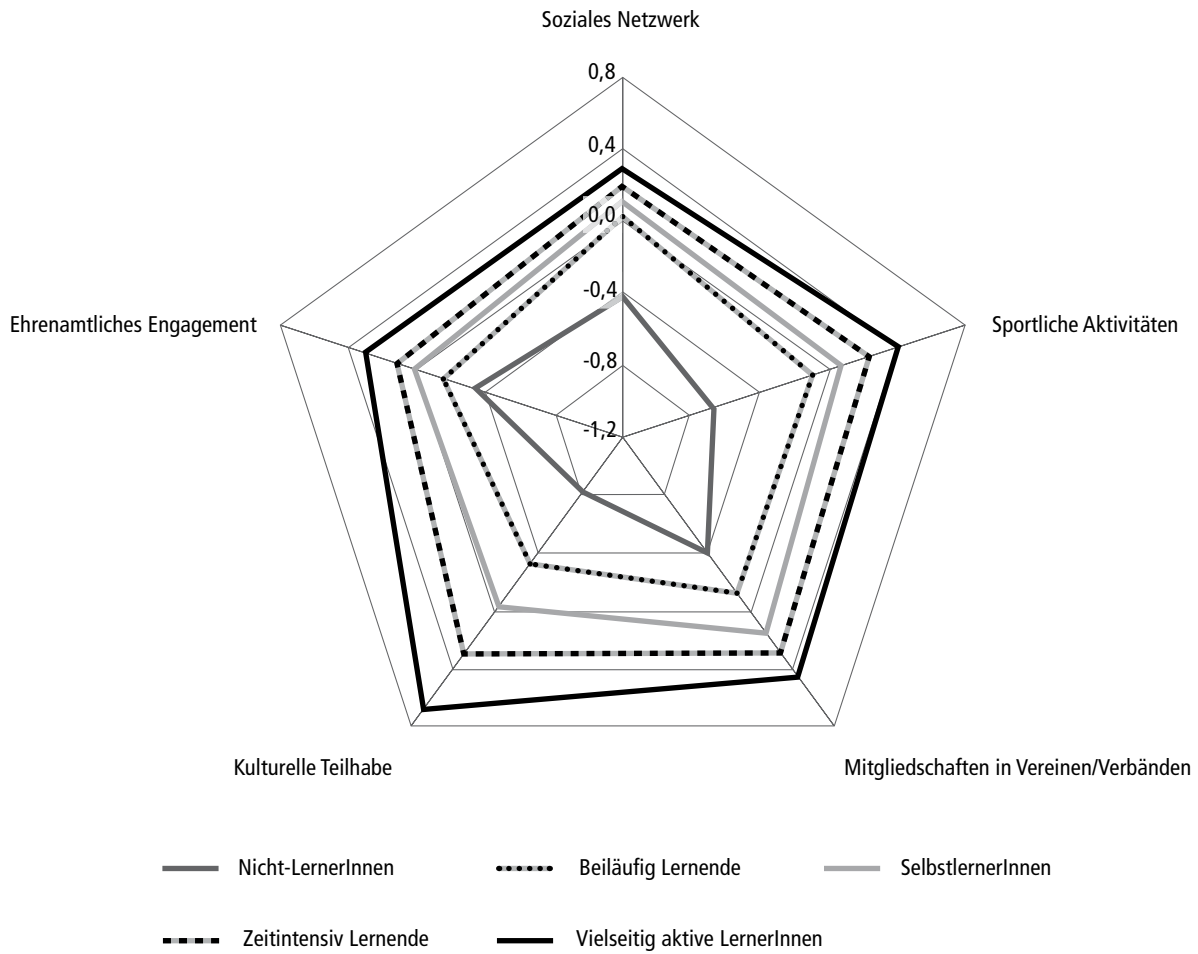 Soziales Netzwerk
0,8
0,4
0,0
-0,4
-0,8
-1,2
Ehrenamtliches Engagement
Sportliche Aktivitäten
Kulturelle Teilhabe
Mitgliedschaften in Vereinen/Verbänden
Nicht-LernerInnen
Beiläufig Lernende
SelbstlernerInnen
Zeitintensiv Lernende
Vielseitig aktive LernerInnen